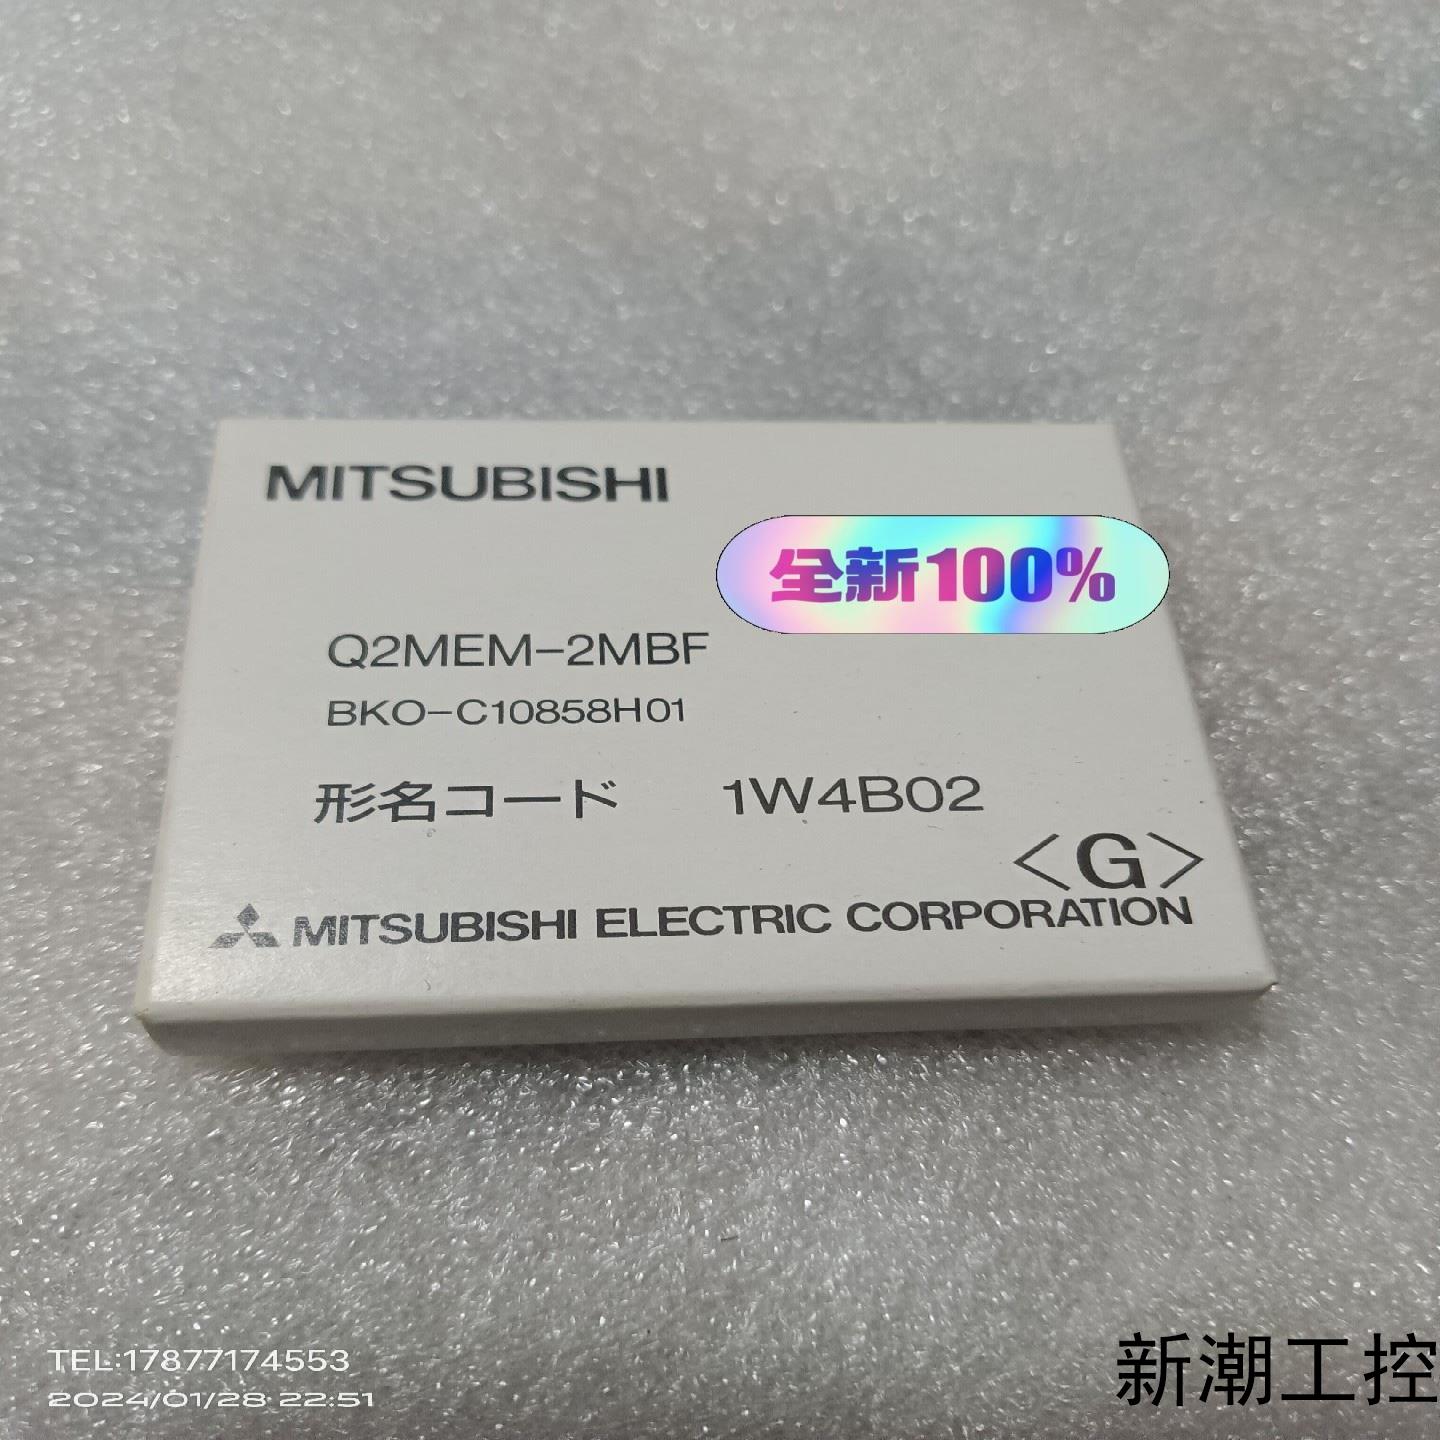 MITSUBISHI
全新100%
Q2MEM-2MBF
BKO-C10858H01
形名コード 1W4B02
<G>
MITSUBISHI ELECTRIC CORPORATION
TEL:17877174553
2024/01/28 22:51
新潮工控